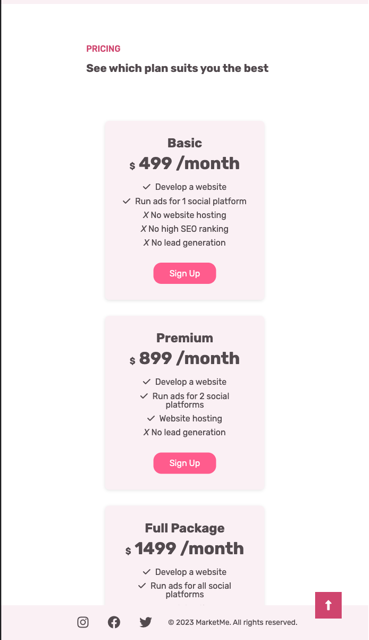 PRICING
See which plan suits you the best
Basic
$ 499 /month
✓ Develop a website
✓ Run ads for 1 social platform
X No website hosting
X No high SEO ranking
X No lead generation
Sign Up
Premium
$ 899 /month
✓ Develop a website
✓ Run ads for 2 social
platforms
✓ Website hosting
X No lead generation
Sign Up
Full Package
$ 1499 /month
✓ Develop a website
✓ Run ads for all social
platforms
© 2023 MarketMe. All rights reserved.